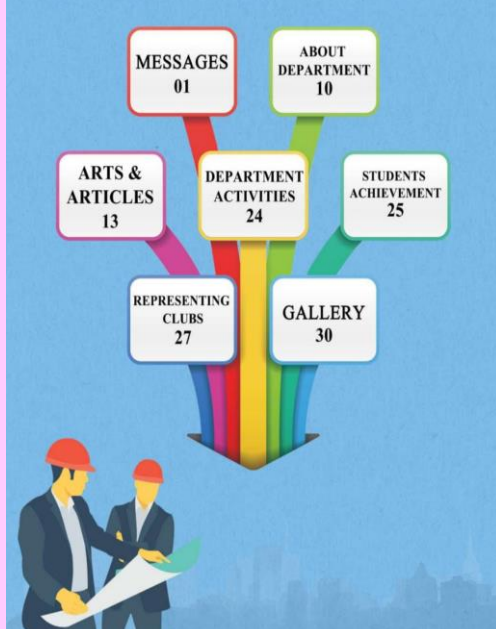 MESSAGES
01
ABOUT
DEPARTMENT
10
ARTS &
ARTICLES
13
DEPARTMENT
ACTIVITIES
24
STUDENTS
ACHIEVEMENT
25
REPRESENTING
CLUBS
27
GALLERY
30